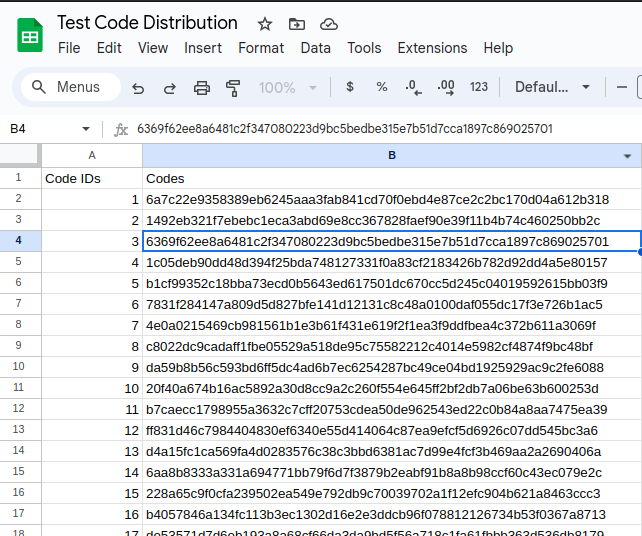 Test Code Distribution
File Edit View Insert Format Data Tools Extensions Help
Menus 100% $ % .0 .00 123 Defaul...
B4 fx 6369f62ee8a6481c2f347080223d9bc5bedbe315e7b51d7cca1897c869025701
A B
1 Code IDs Codes
2 1 6a7c22e9358389eb6245aaa3fab841cd70f0ebd4e87ce2c2bc170d04a612b318
3 2 1492eb321f7ebebc1eca3abd69e8cc367828faef90e39f11b4b74c460250bb2c
4 3 6369f62ee8a6481c2f347080223d9bc5bedbe315e7b51d7cca1897c869025701
5 4 1c05deb90dd48d394f25bda748127331f0a83cf2183426b782d92dd4a5e80157
6 5 b1cf99352c18bba73ecd0b5643ed617501dc670cc5d245c04019592615bb03f9
7 6 7831f284147a809d5d827bfe141d12131c8c48a0100daf055dc17f3e726b1ac5
8 7 4e0a0215469cb981561b1e3b61f431e619f2f1ea3f9ddfbea4c372b611a3069f
9 8 c8022dc9cadaff1fbe05529a518de95c75582212c4014e5982cf4874f9bc48bf
10 9 da59b8b56c593bd6ff5dc4ad6b7ec6254287bc49ce04bd1925929ac9c2fe6088
11 10 20f40a674b16ac5892a30d8cc9a2c260f554e645ff2bf2db7a06be63b600253d
12 11 b7caecc1798955a3632c7cff20753cdea50de962543ed22c0b84a8aa7475ea39
13 12 ff831d46c7984404830ef6340e55d414064c87ea9efcf5d6926c07dd545bc3a6
14 13 d4a15fc1ca569fa4d0283576c38c3bbd6381ac7d99e4fcf3b469aa2a2690406a
15 14 6aa8b8333a331a694771bb79f6d7f3879b2eabf91b8a8b98ccf60c43ec079e2c
16 15 228a65c9f0cfa239502ea549e792db9c70039702a1f12efc904b621a8463ccc3
17 16 b4057846a134fc113b3ec1302d16e2e3ddcb96f078812126734b53f0367a8713
18 17